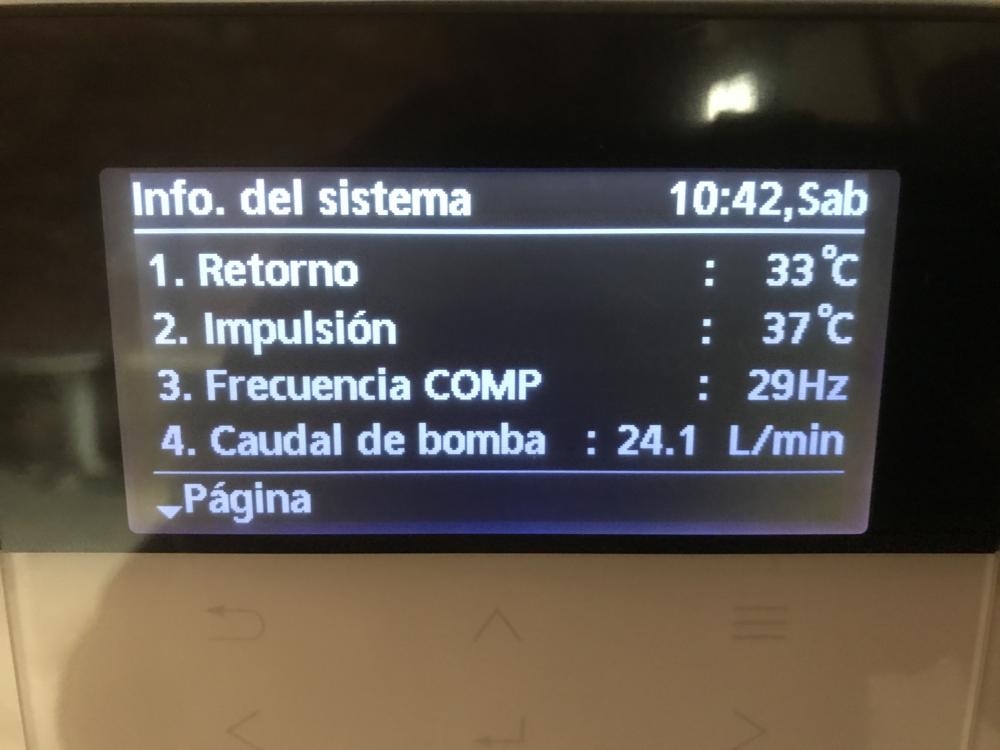 Info. del sistema 10:42,Sab
1. Retorno : 33°C
2. Impulsión : 37°C
3. Frecuencia COMP : 29Hz
4. Caudal de bomba : 24.1 L/min
Página